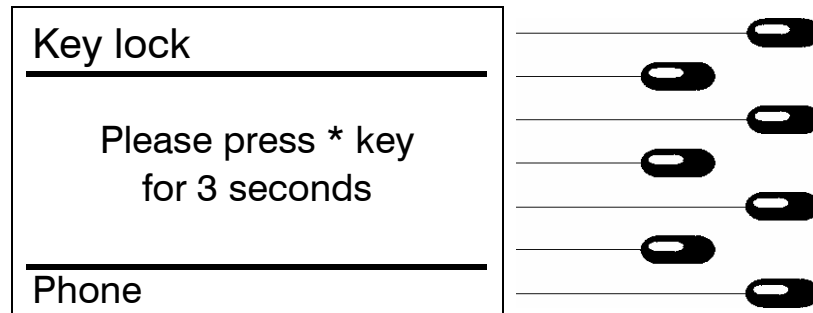 Key lock
Please press * key
for 3 seconds
Phone